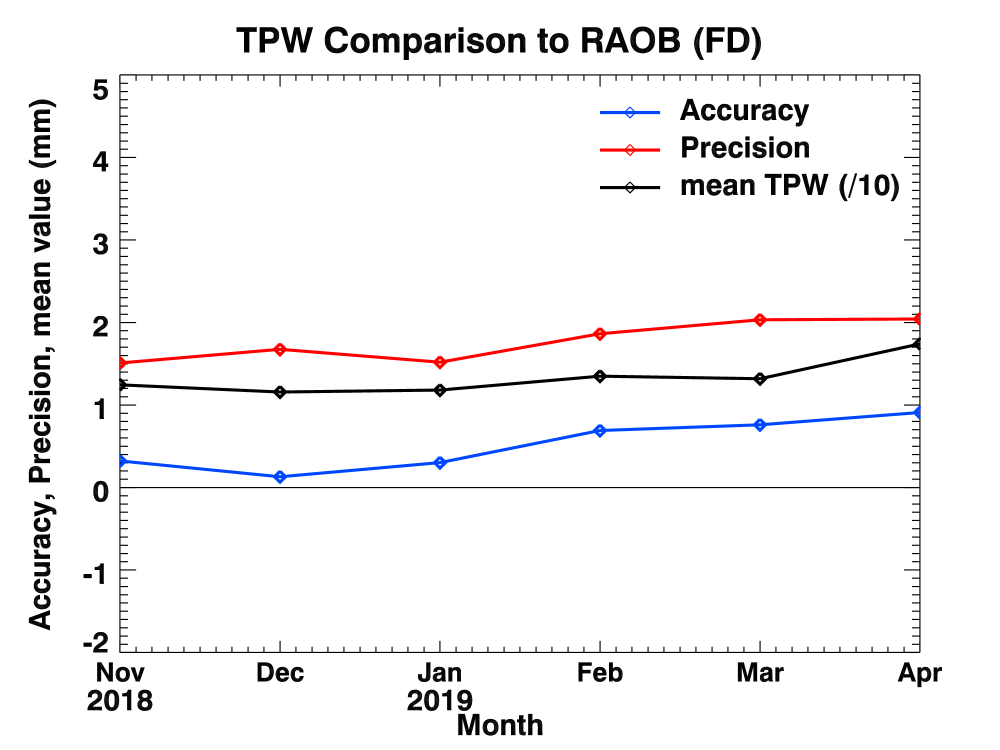 TPW Comparison to RAOB (FD)
Accuracy, Precision, mean value (mm)
5
4
3
2
1
0
-1
-2
Accuracy
Precision
mean TPW (/10)
Nov Dec Jan Feb Mar Apr
2018 2019
Month